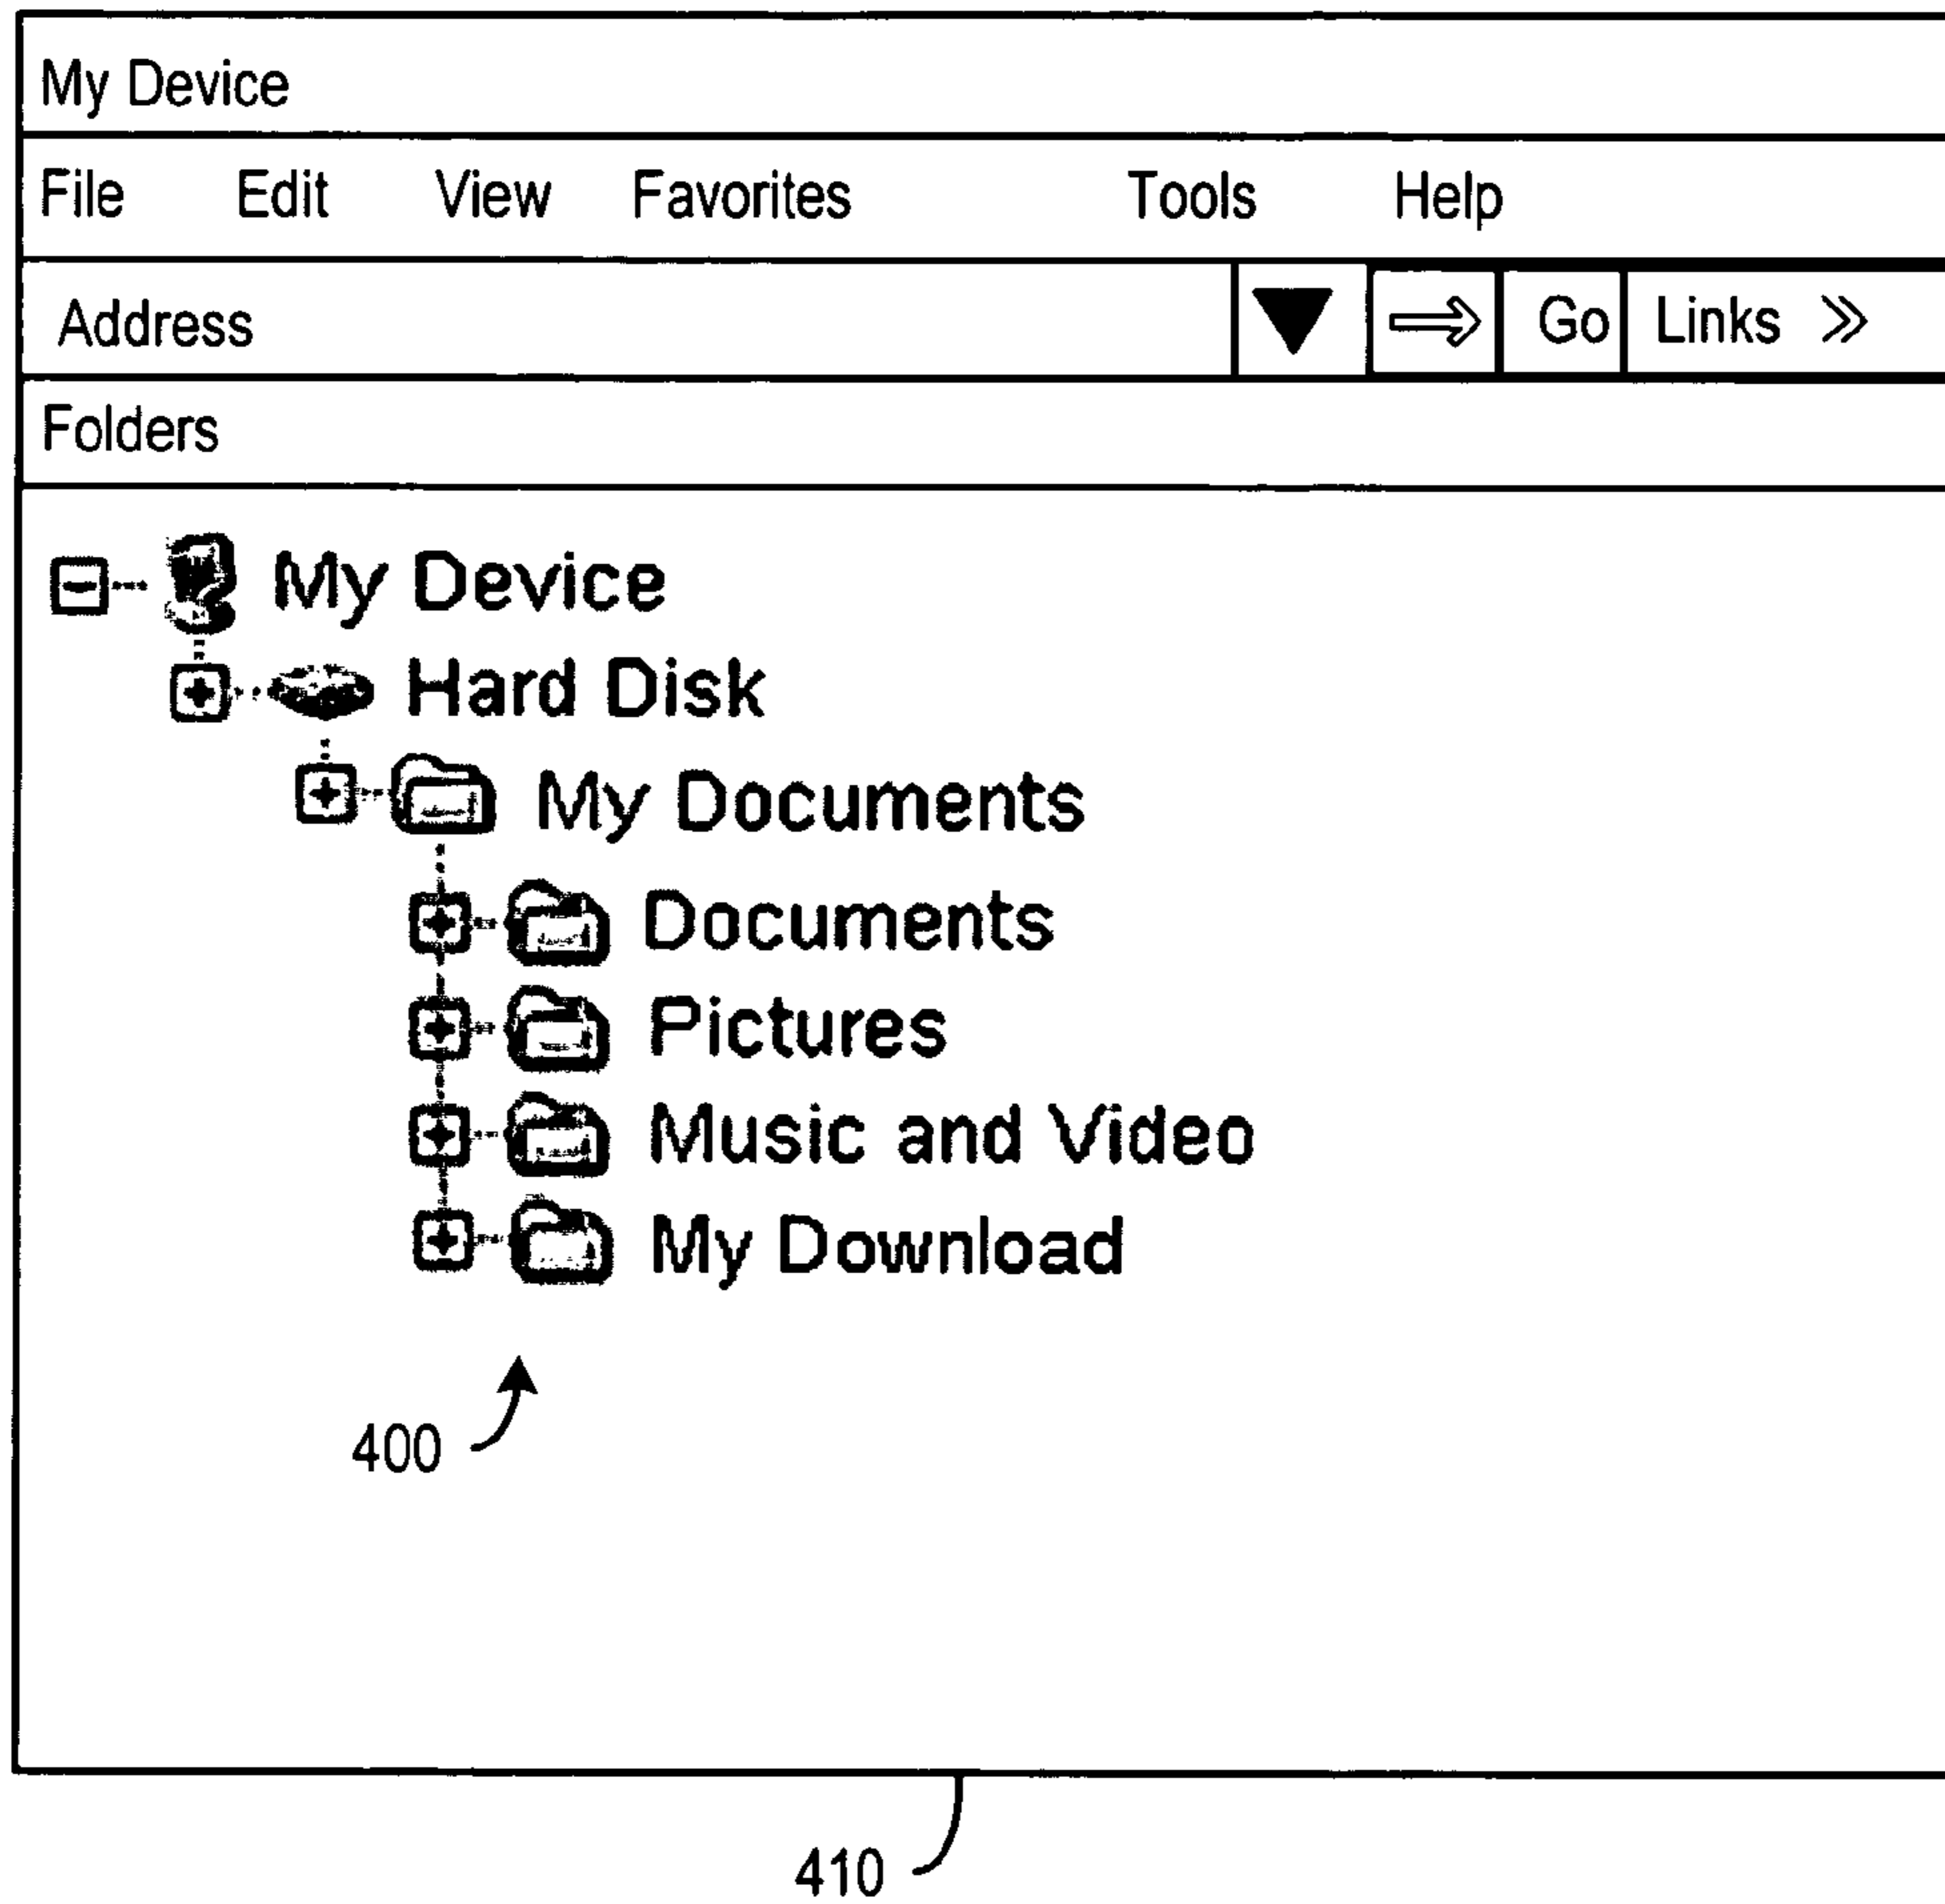 My Device
File Edit View Favorites Tools Help
Address Go Links »
Folders
My Device
Hard Disk
My Documents
Documents
Pictures
Music and Video
My Download
400
410